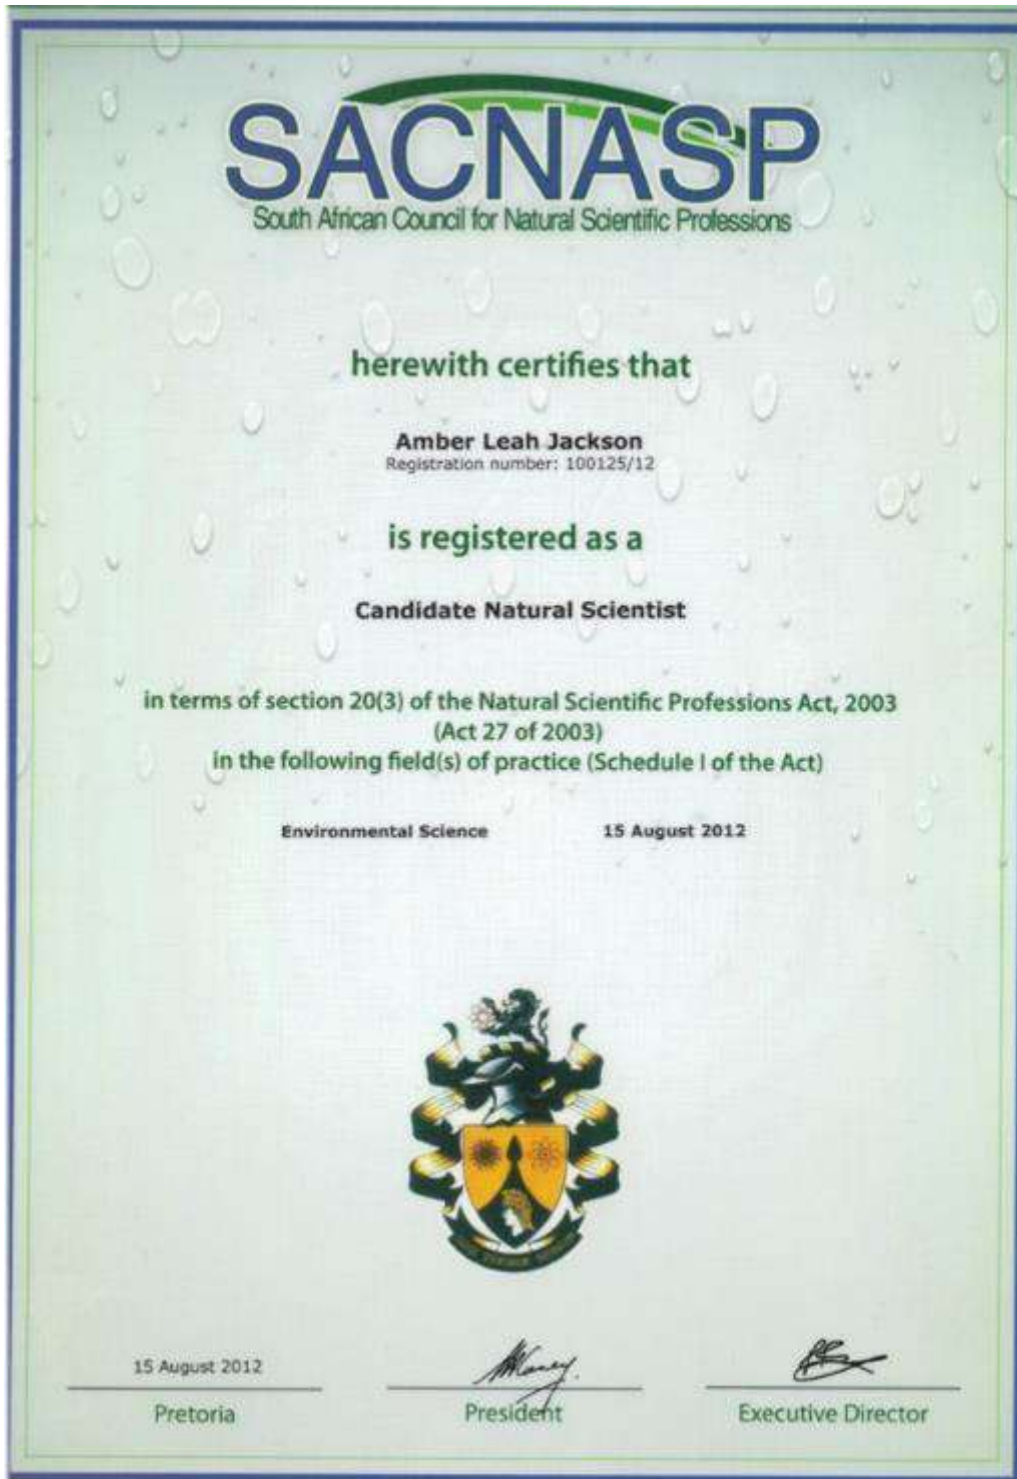 SACNASP
South African Council for Natural Scientific Professions
herewith certifies that
Amber Leah Jackson
Registration number: 100125/12
is registered as a
Candidate Natural Scientist
in terms of section 20(3) of the Natural Scientific Professions Act, 2003
(Act 27 of 2003)
in the following field(s) of practice (Schedule I of the Act)
Environmental Science 15 August 2012
15 August 2012
Pretoria President Executive Director